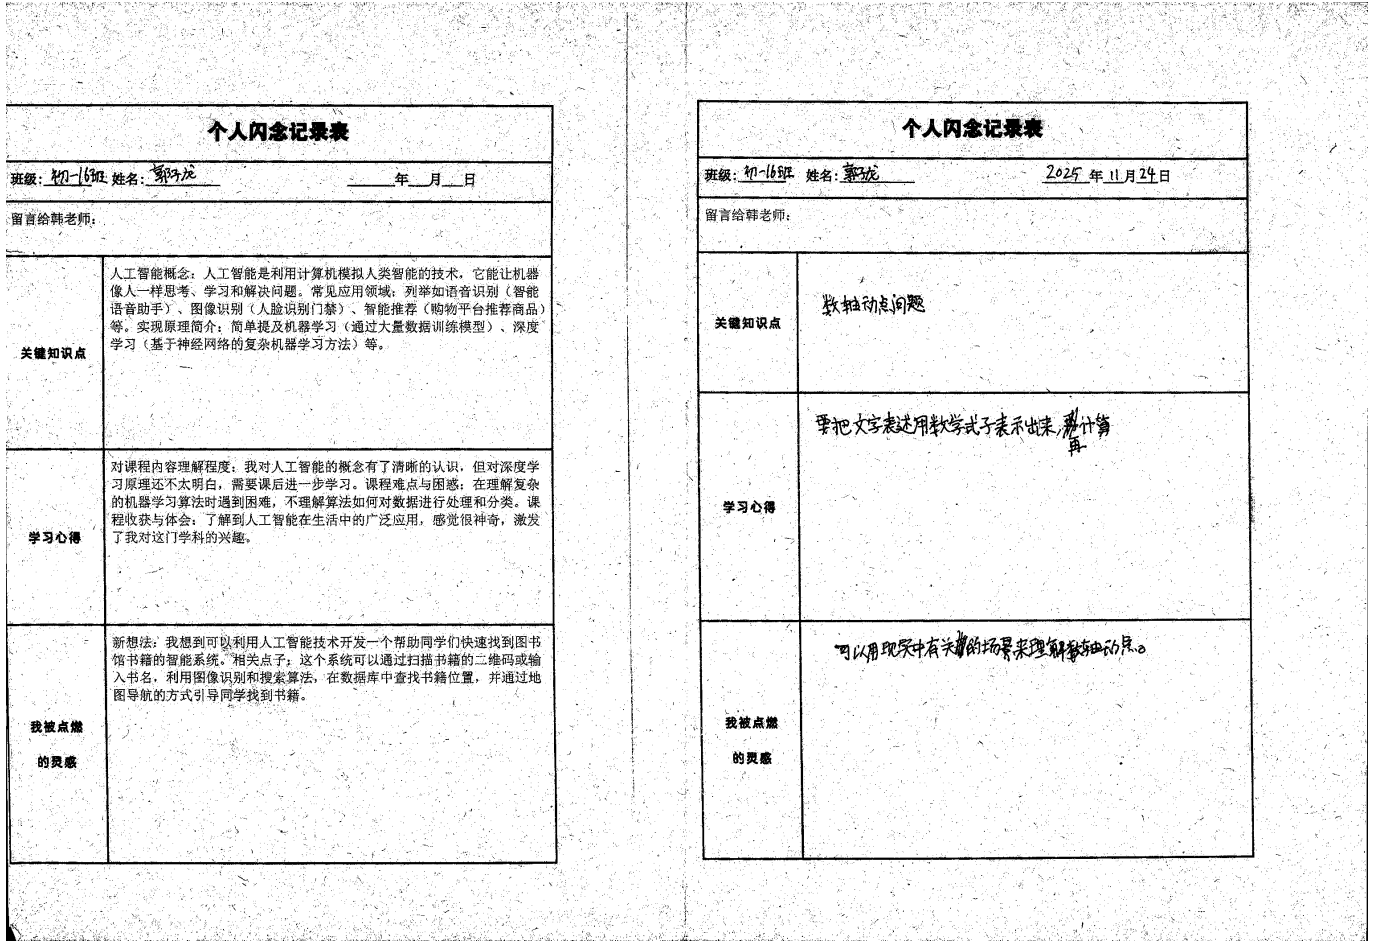 个人闪念记录表
班级：初一16班 姓名：郭子龙 年 月 日
留言给韩老师：
关键知识点
人工智能概念：人工智能是利用计算机模拟人类智能的技术，它能让机器
像人一样思考、学习和解决问题。常见应用领域：列举如语音识别（智能
语音助手）、图像识别（人脸识别门禁）、智能推荐（购物平台推荐商品）
等。实现原理简介：简单提及机器学习（通过大量数据训练模型）、深度
学习（基于神经网络的复杂机器学习方法）等。
学习心得
对课程内容理解程度：我对人工智能的概念有了清晰的认识，但对深度学
习原理还不太明白，需要课后进一步学习。课程难点与困惑：在理解复杂
的机器学习算法时遇到困难，不理解算法如何对数据进行处理和分类。课
程收获与体会：了解到人工智能在生活中的广泛应用，感觉很神奇，激发
了我对这门学科的兴趣。
我被点燃
的灵感
新想法：我想到可以利用人工智能技术开发一个帮助同学们快速找到图书
馆书籍的智能系统。相关点子：这个系统可以通过扫描书籍的二维码或输
入书名，利用图像识别和搜索算法，在数据库中查找书籍位置，并通过地
图导航的方式引导同学找到书籍。
个人闪念记录表
班级：初一16班 姓名：郭子龙 2025 年 11 月 24 日
留言给韩老师：
关键知识点
数轴动点问题
学习心得
要把文字表述用数学式子表示出来，再计算
我被点燃
的灵感
可以用现实中有关的场景来理解数轴动点。